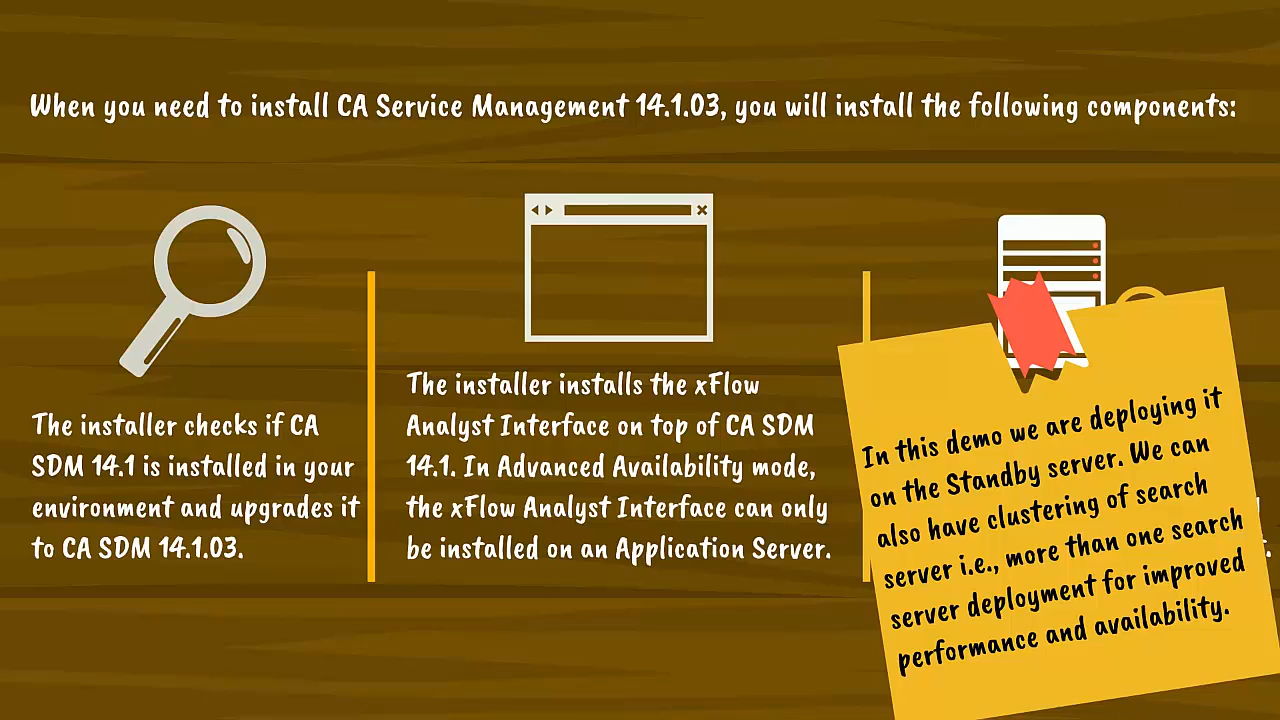 When you need to install CA Service Management 14.1.03, you will install the following components:
The installer checks if CA
SDM 14.1 is installed in your
environment and upgrades it
to CA SDM 14.1.03.
The installer installs the xFlow
Analyst Interface on top of CA SDM
14.1. In Advanced Availability mode,
the xFlow Analyst Interface can only
be installed on an Application Server.
In this demo we are deploying it
on the Standby server. We can
also have clustering of search
server i.e., more than one search
server deployment for improved
performance and availability.